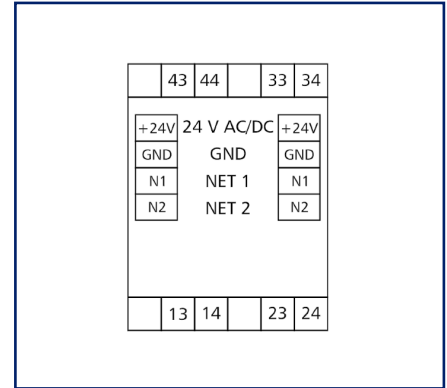 43 44 33 34
+24V 24 V AC/DC +24V
GND GND GND
N1 NET 1 N1
N2 NET 2 N2
13 14 23 24